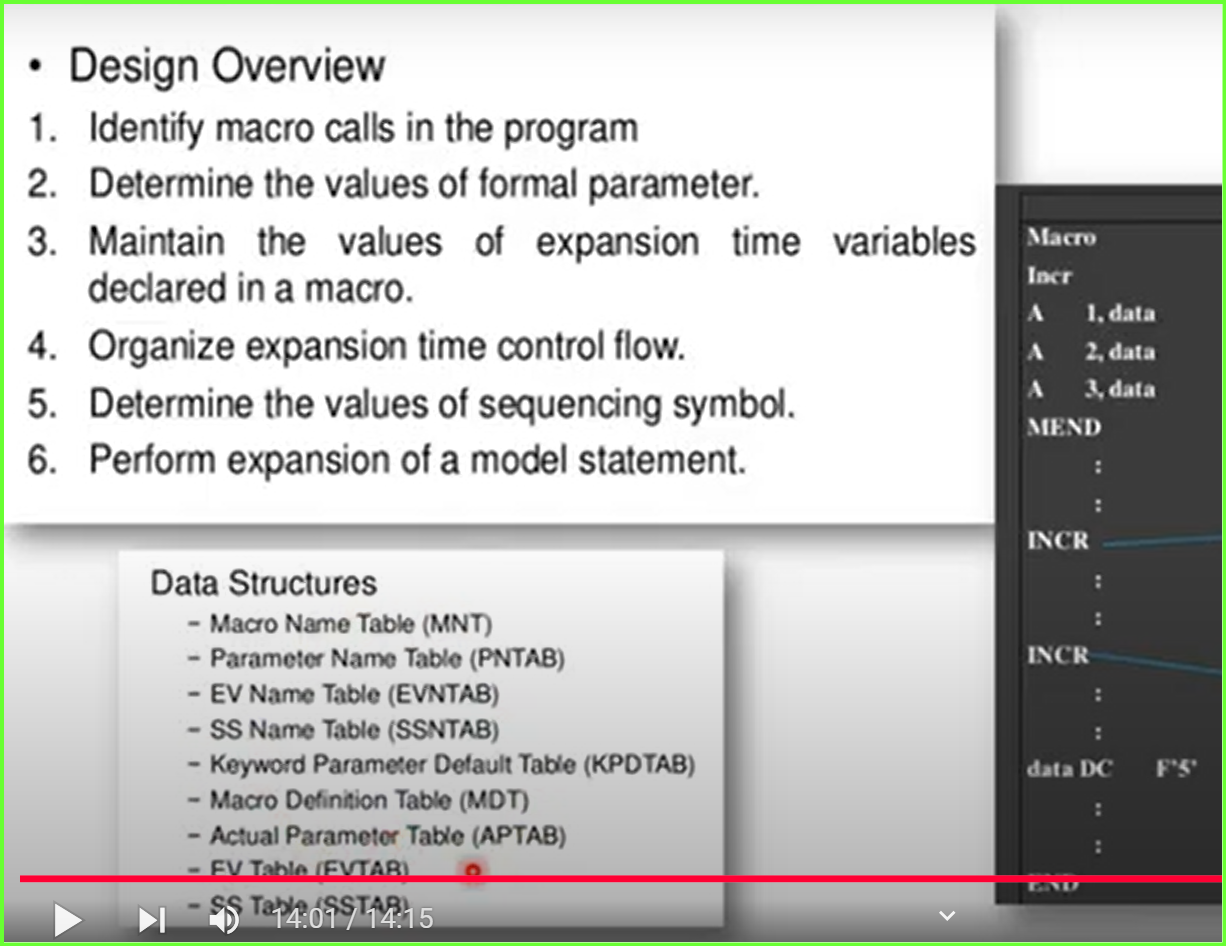 • Design Overview
1. Identify macro calls in the program
2. Determine the values of formal parameter.
3. Maintain the values of expansion time variables
declared in a macro.
4. Organize expansion time control flow.
5. Determine the values of sequencing symbol.
6. Perform expansion of a model statement.
Data Structures
– Macro Name Table (MNT)
– Parameter Name Table (PNTAB)
– EV Name Table (EVNTAB)
– SS Name Table (SSNTAB)
– Keyword Parameter Default Table (KPDTAB)
– Macro Definition Table (MDT)
– Actual Parameter Table (APTAB)
– EV Table (EVTAB)
– SS Table (SSTAB)
Macro
Incr
A 1, data
A 2, data
A 3, data
MEND
:
:
INCR
:
:
INCR
:
:
data DC F'5'
:
:
END
14:01 / 14:15